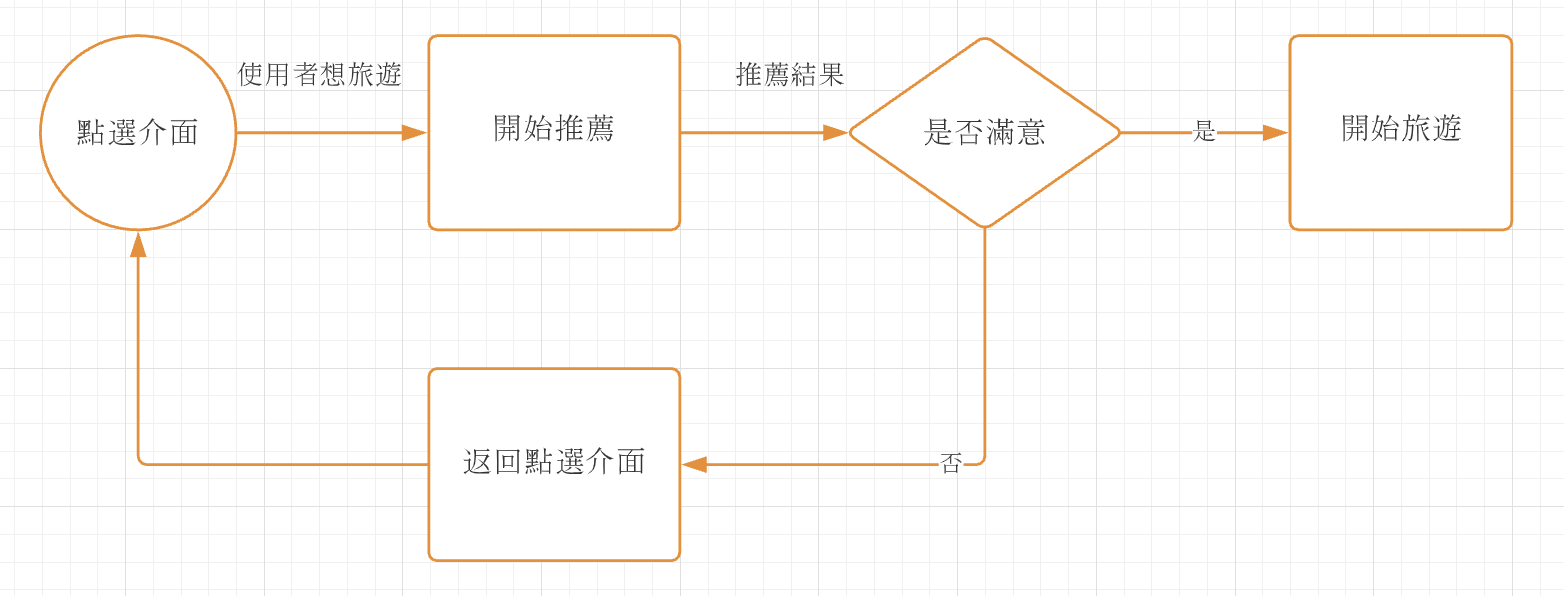 點選介面
使用者想旅遊
開始推薦
推薦結果
是否滿意
是
開始旅遊
否
返回點選介面